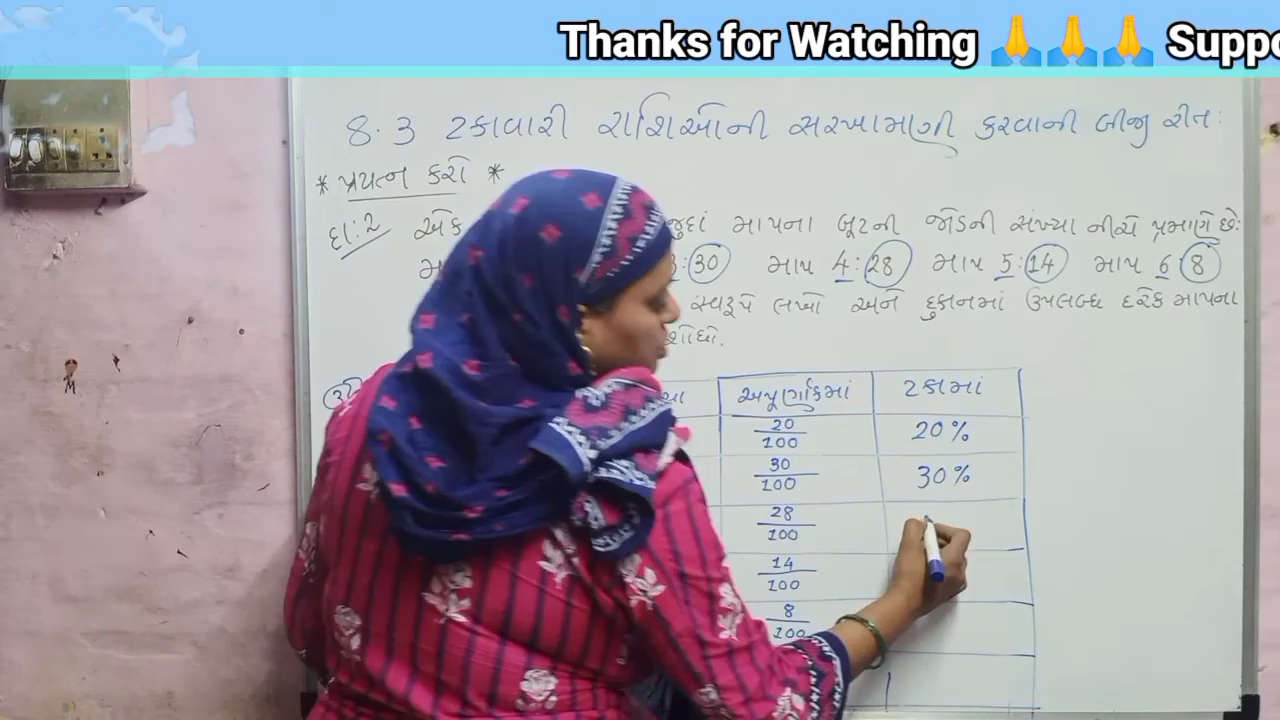 Thanks for Watching 🙏🙏🙏 Suppo
8.3 ટકાવારી રાશિઓની સરખામણી કરવાની બીજી રીત:
* પ્રયત્ન કરો *
દા:2 એક જુદાં માપના બૂટની જોડની સંખ્યા નીચે પ્રમાણે છે:
:30 માપ 4:28 માપ 5:14 માપ 6:8
સ્વરૂપે લખો અને દુકાનમાં ઉપલબ્ધ દરેક માપના
શોધો.
અપૂર્ણાંકમાં ટકામાં
20/100 20%
30/100 30%
28/100
14/100
8/100